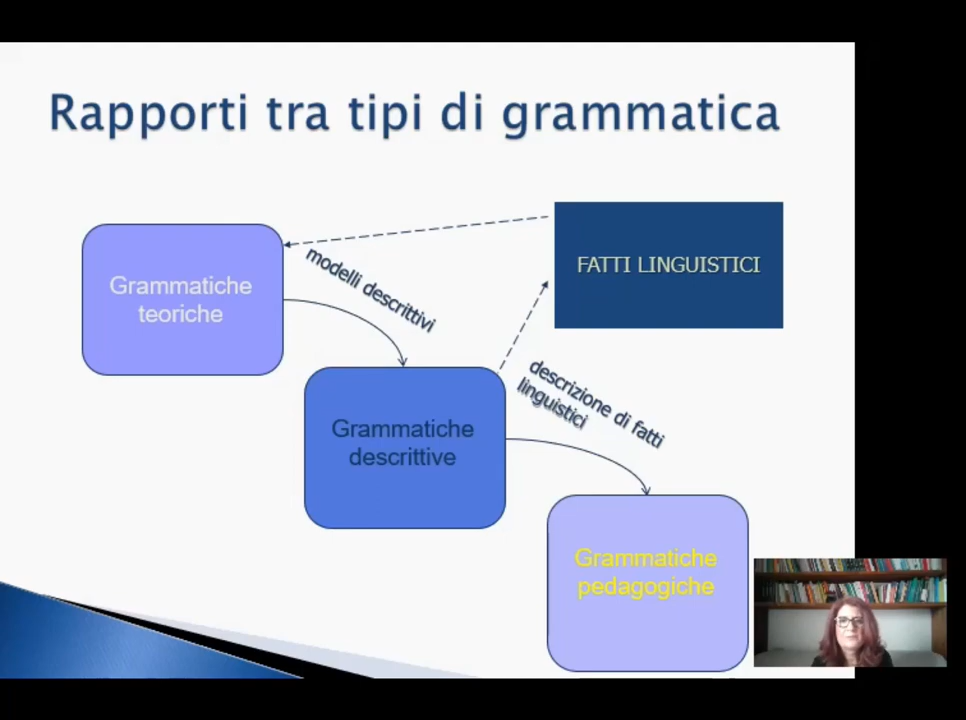 Rapporti tra tipi di grammatica
FATTI LINGUISTICI
Grammatiche
teoriche
modelli descrittivi
Grammatiche
descrittive
descrizione di fatti
linguistici
Grammatiche
pedagogiche